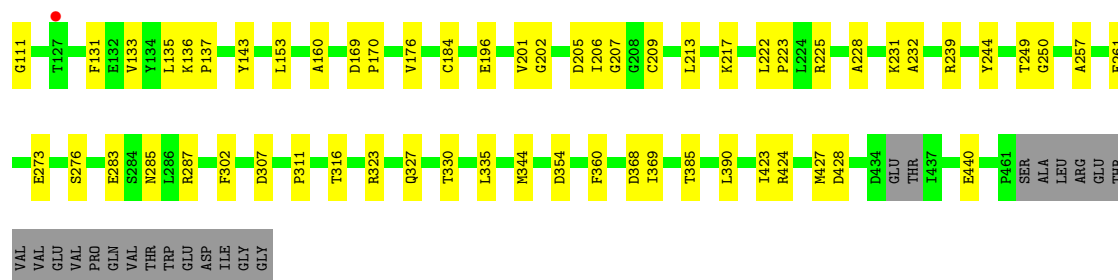 G111 T127 F131 E132 V133 Y134 L135 K136 P137 Y143 L153 A160 D169 P170 V176 C184 E196 V201 G202 D205 I206 G207 G208 C209 L213 K217 L222 P223 L224 R225 A228 K231 A232 R239 Y244 T249 G250 A257
E273 S276 E283 S284 N285 L286 R287 F302 D307 P311 T316 R323 Q327 T330 L335 M344 D354 F360 D368 I369 T385 L390 I423 R424 M427 D428 D434 GLU THR I437 E440 P461 SER ALA LEU ARG GLU
VAL VAL GLU VAL PRO GLN VAL THR TRP GLU ASP ILE GLY GLY